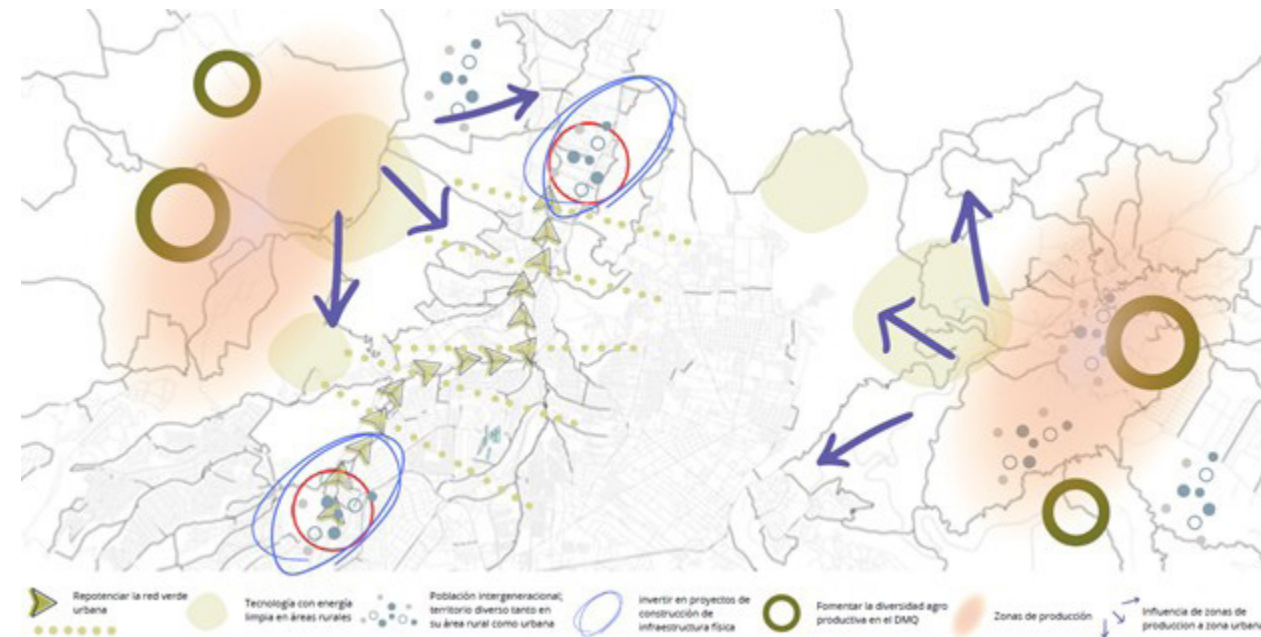 Repotenciar la red verde
urbana
Tecnología con energía
limpia en áreas rurales
Población intergeneracional;
territorio diverso tanto en
su área rural como urbana
Invertir en proyectos de
construcción de
infraestructura física
Fomentar la diversidad agro
productiva en el DMQ
Zonas de producción
Influencia de zonas de
produccion a zona urbana